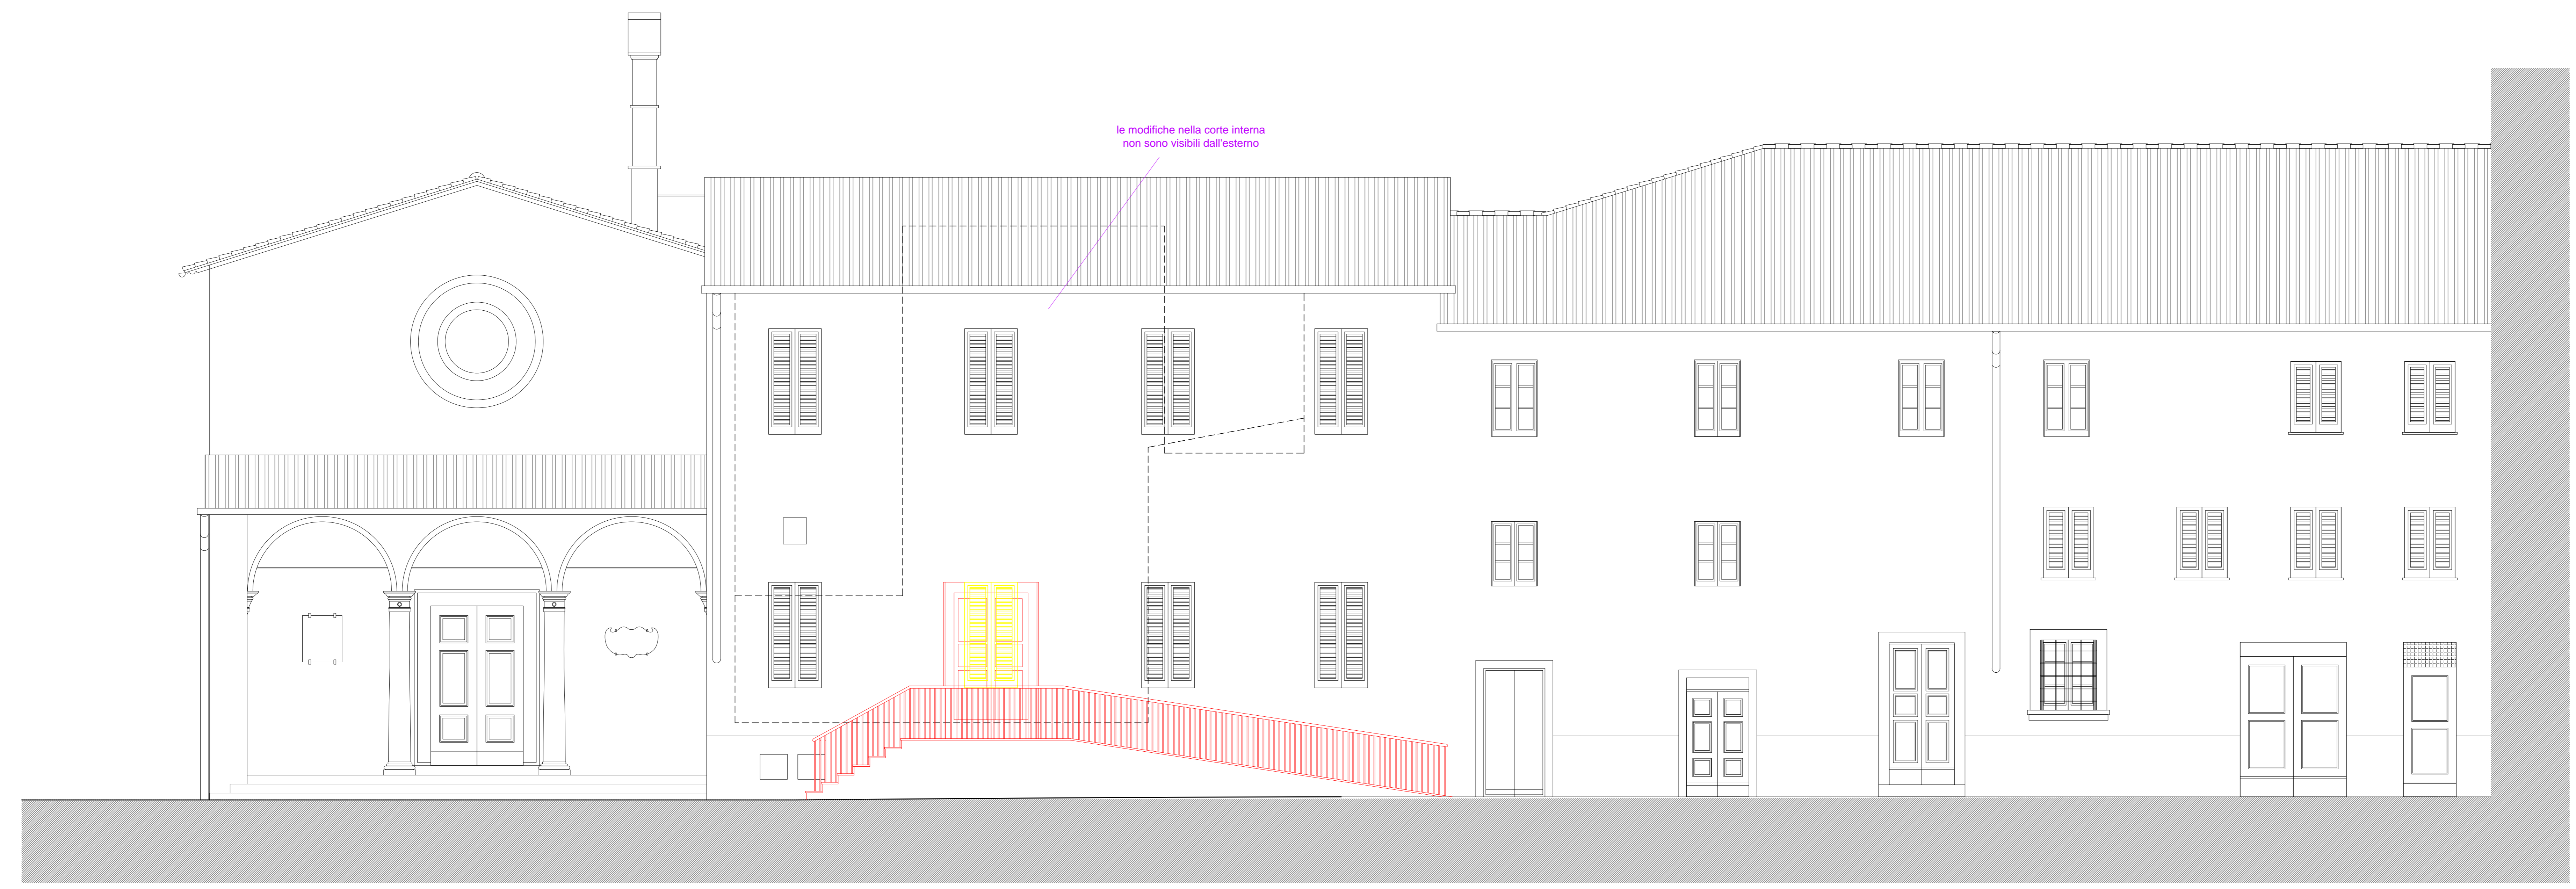 le modifiche nella corte interna
non sono visibili dall'esterno